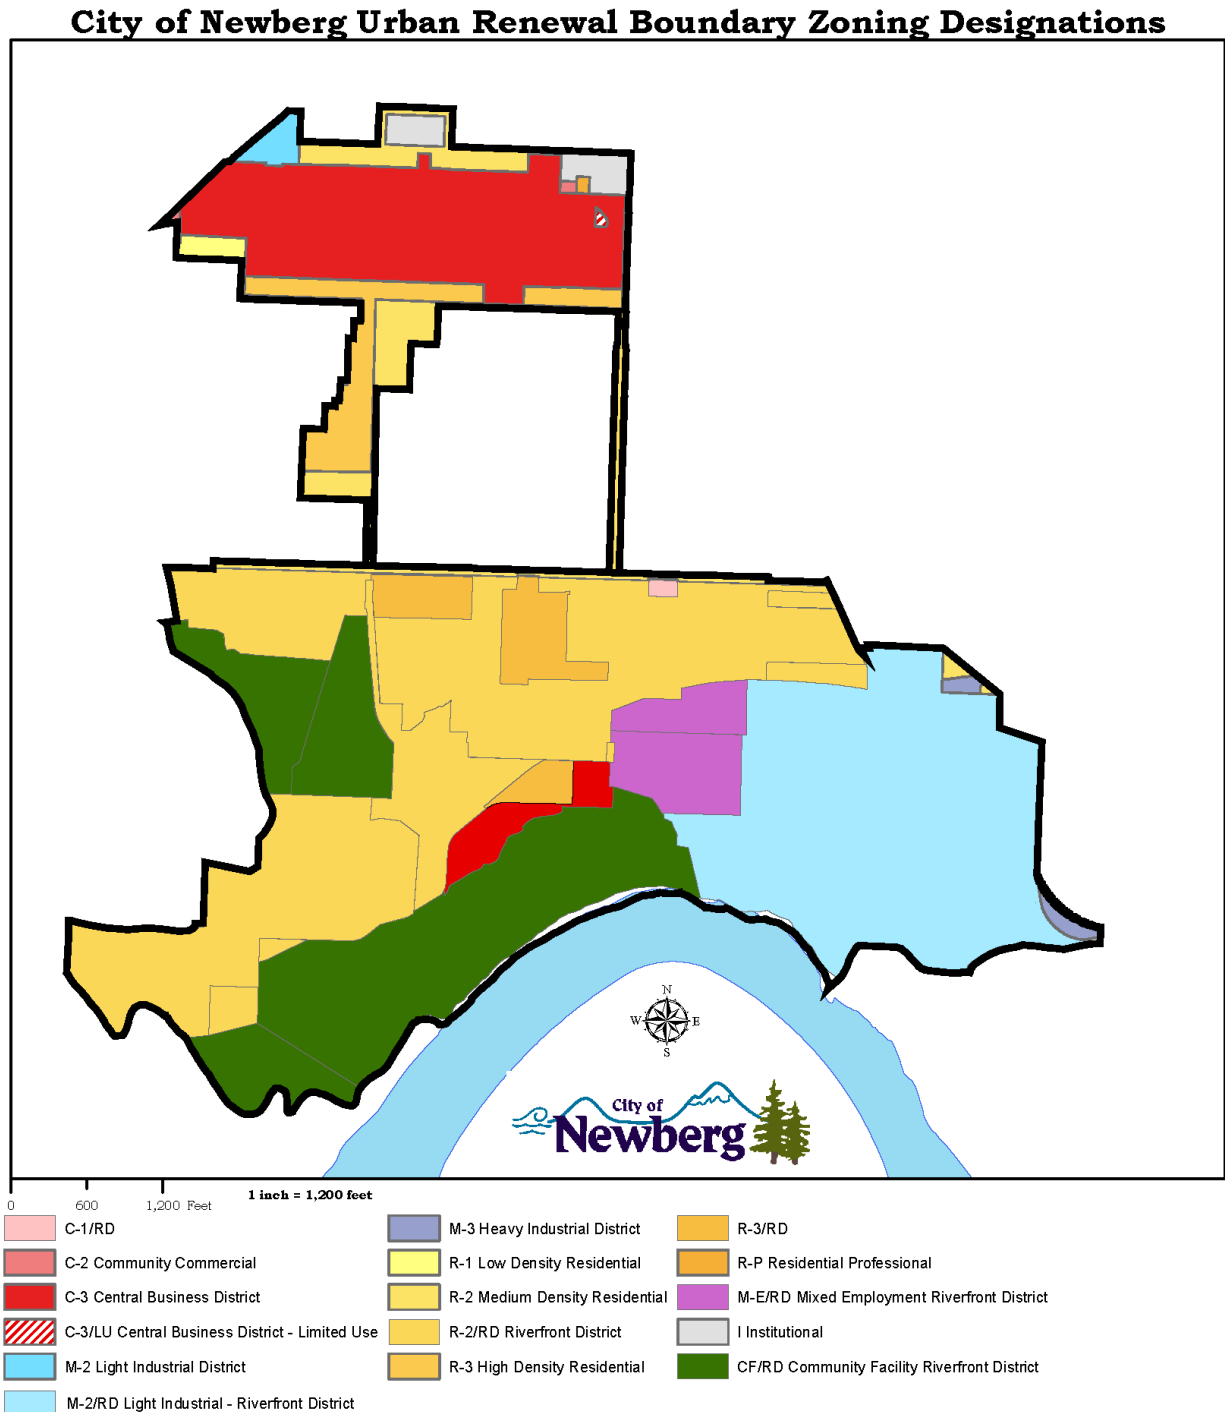 City of Newberg Urban Renewal Boundary Zoning Designations
N
W E
S
City of
Newberg
0 600 1,200 Feet
1 inch = 1,200 feet
C-1/RD
C-2 Community Commercial
C-3 Central Business District
C-3/LU Central Business District - Limited Use
M-2 Light Industrial District
M-2/RD Light Industrial - Riverfront District
M-3 Heavy Industrial District
R-1 Low Density Residential
R-2 Medium Density Residential
R-2/RD Riverfront District
R-3 High Density Residential
R-3/RD
R-P Residential Professional
M-E/RD Mixed Employment Riverfront District
I Institutional
CF/RD Community Facility Riverfront District